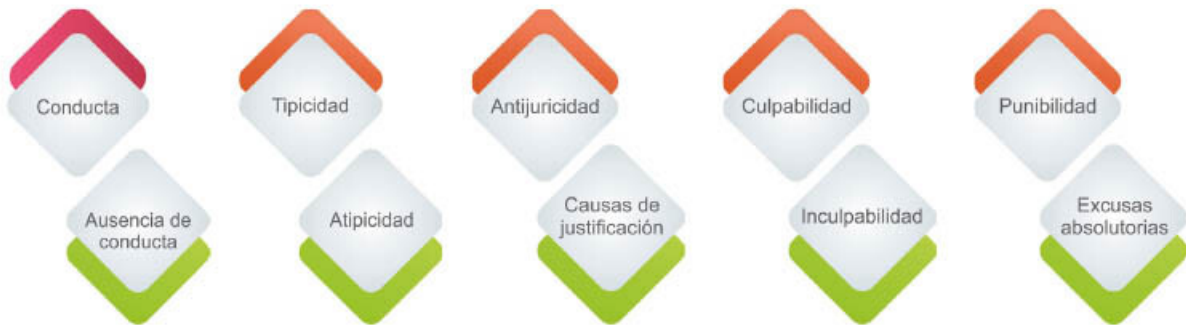 Conducta
Tipicidad
Antijuricidad
Culpabilidad
Punibilidad
Ausencia de
conducta
Atipicidad
Causas de
justificación
Inculpabilidad
Excusas
absolutorias